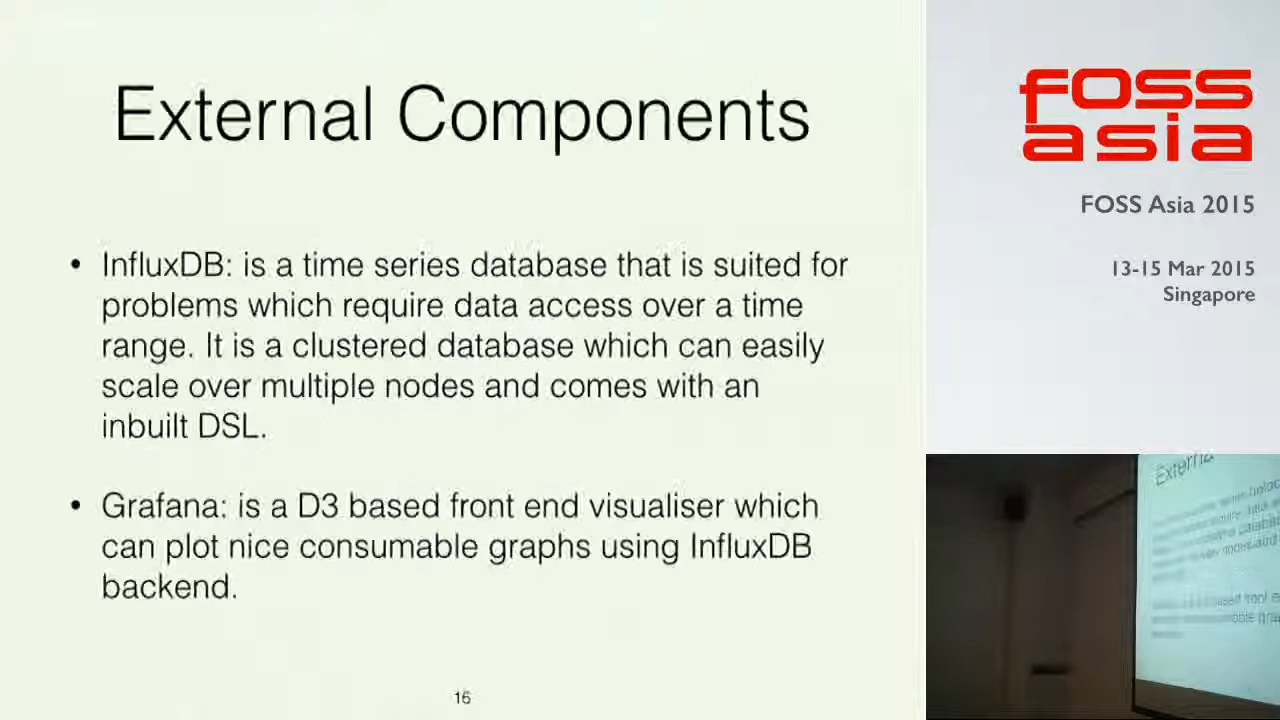 External Components
• InfluxDB: is a time series database that is suited for
problems which require data access over a time
range. It is a clustered database which can easily
scale over multiple nodes and comes with an
inbuilt DSL.
• Grafana: is a D3 based front end visualiser which
can plot nice consumable graphs using InfluxDB
backend.
16
FOSS
asia
FOSS Asia 2015
13-15 Mar 2015
Singapore